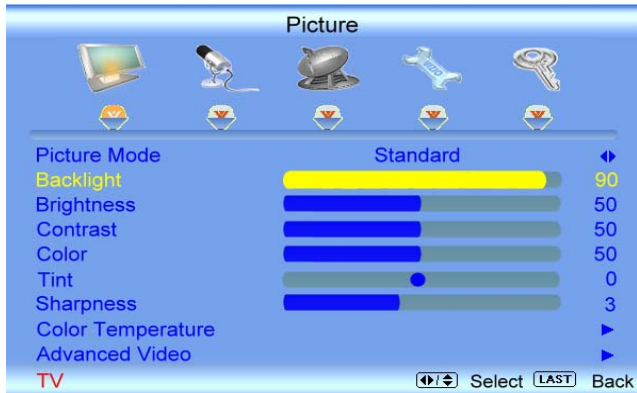 Picture
VIZIO
Picture Mode Standard
Backlight 90
Brightness 50
Contrast 50
Color 50
Tint 0
Sharpness 3
Color Temperature
Advanced Video
TV Select LAST Back